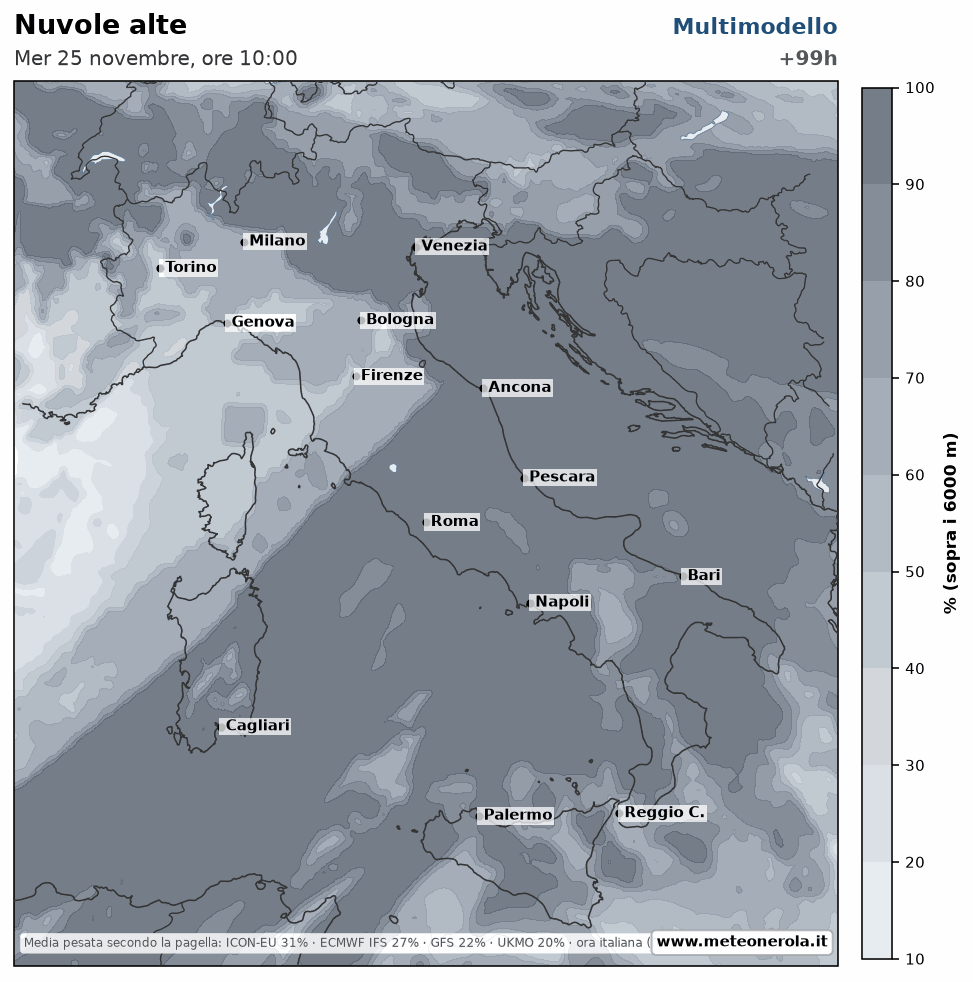 Nuvole alte
Multimodello
Mer 25 novembre, ore 10:00
+99h
Milano
Venezia
Torino
Genova
Bologna
Firenze
Ancona
Pescara
Roma
Bari
Napoli
Cagliari
Palermo
Reggio C.
Media pesata secondo la pagella: ICON-EU 31% · ECMWF IFS 27% · GFS 22% · UKMO 20% · ora italiana (
www.meteonerola.it
100
90
80
70
60
50
40
30
20
10
% (sopra i 6000 m)